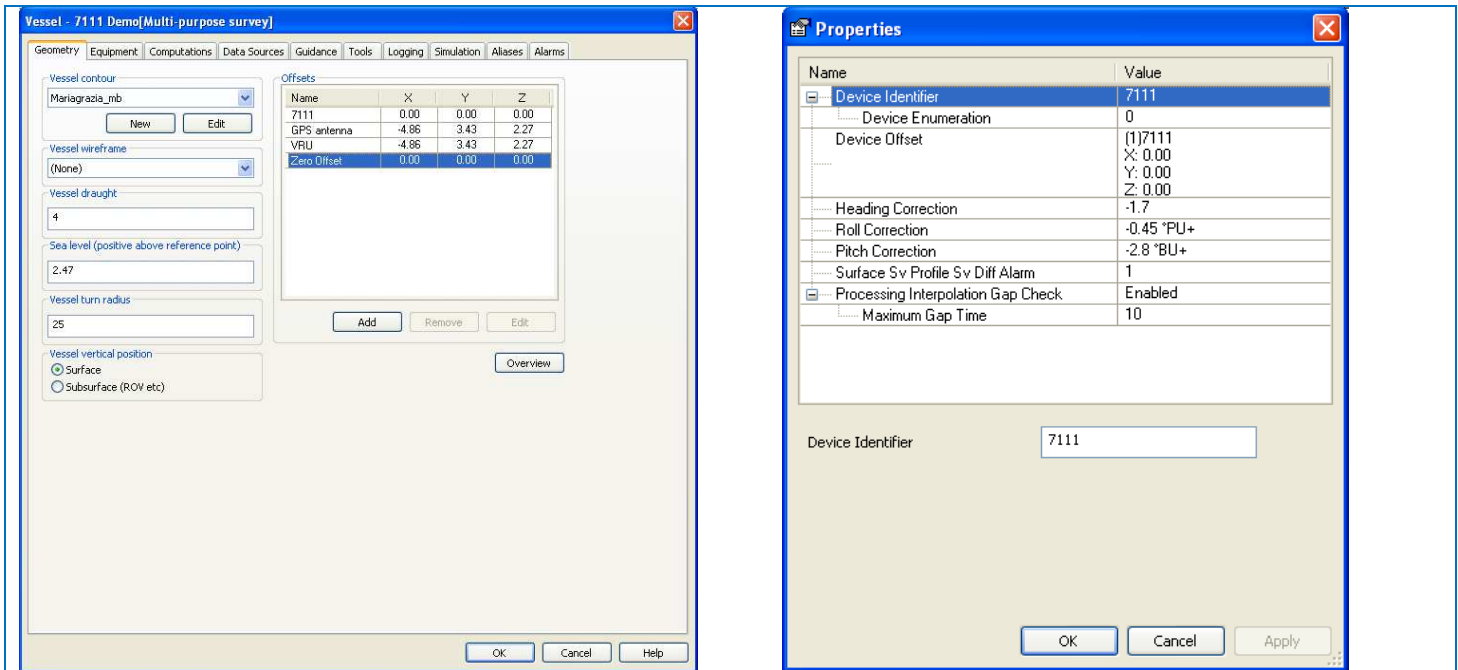 Vessel - 7111 Demo[Multi-purpose survey]
Geometry Equipment Computations Data Sources Guidance Tools Logging Simulation Aliases Alarms
Vessel contour
Mariagrazia_mb
New Edit
Vessel wireframe
(None)
Vessel draught
4
Sea level (positive above reference point)
2.47
Vessel turn radius
25
Vessel vertical position
Surface
Subsurface (ROV etc)
Offsets
Name X Y Z
7111 0.00 0.00 0.00
GPS antenna -4.86 3.43 2.27
VRU -4.86 3.43 2.27
Zero Offset 0.00 0.00 0.00
Add Remove Edit
Overview
OK Cancel Help
Properties
Name Value
Device Identifier 7111
Device Enumeration 0
Device Offset (1)7111
X: 0.00
Y: 0.00
Z: 0.00
Heading Correction -1.7
Roll Correction -0.45 °PU+
Pitch Correction -2.8 °BU+
Surface Sv Profile Sv Diff Alarm 1
Processing Interpolation Gap Check Enabled
Maximum Gap Time 10
Device Identifier 7111
OK Cancel Apply